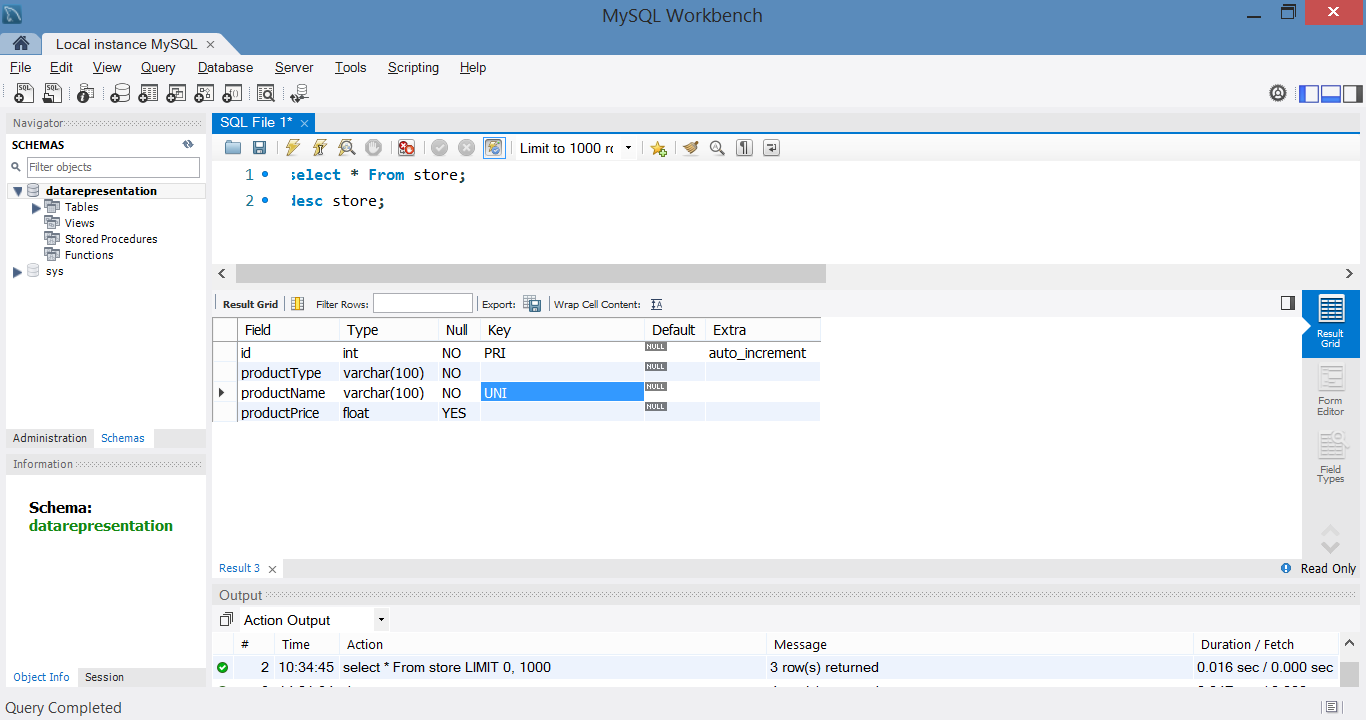 MySQL Workbench
Local instance MySQL
File Edit View Query Database Server Tools Scripting Help
Navigator
SQL File 1*
SCHEMAS
Filter objects
Limit to 1000
datarepresentation
Tables
Views
Stored Procedures
Functions
sys
1 select * From store;
2 desc store;
Result Grid Filter Rows: Export: Wrap Cell Content:
Field Type Null Key Default Extra
id int NO PRI NULL auto_increment
productType varchar(100) NO NULL
productName varchar(100) NO UNI NULL
productPrice float YES NULL
Result Grid
Form Editor
Field Types
Administration Schemas
Information
Schema:
datarepresentation
Result 3
Read Only
Output
Action Output
# Time Action Message Duration / Fetch
2 10:34:45 select * From store LIMIT 0, 1000 3 row(s) returned 0.016 sec / 0.000 sec
Object Info Session
Query Completed